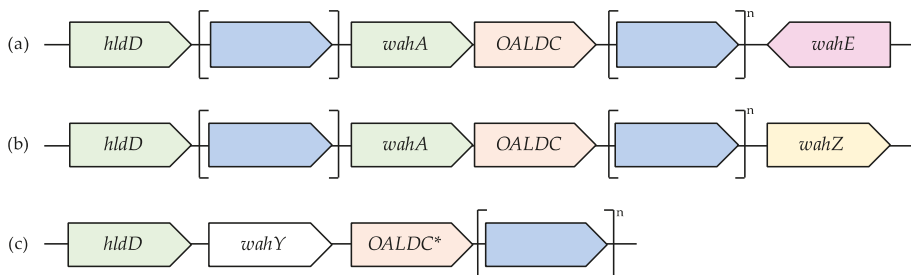 (a) hldD wahA OALDC n wahE
(b) hldD wahA OALDC n wahZ
(c) hldD wahY OALDC* n